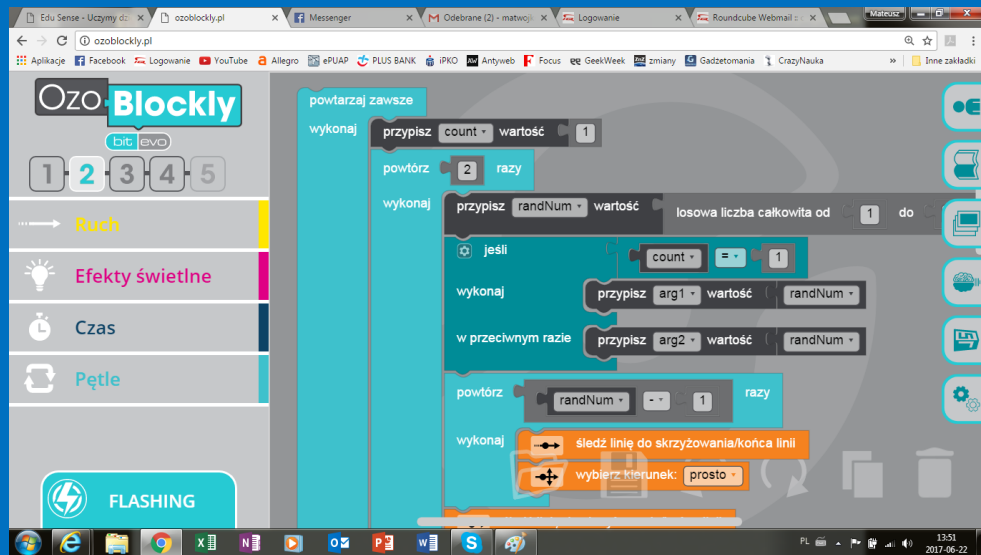 Edu Sense - Uczymy dz
ozoblockly.pl
Messenger
Odebrane (2) - matwoj
Logowanie
Roundcube Webmail ::
Mateusz
ozoblockly.pl
Aplikacje Facebook Logowanie YouTube Allegro ePUAP PLUS BANK iPKO Antyweb Focus GeekWeek zmiany Gadżetomania CrazyNauka » Inne zakładki
Ozo Blockly
bit evo
1 2 3 4 5
Ruch
Efekty świetlne
Czas
Pętle
FLASHING
powtarzaj zawsze
wykonaj przypisz count wartość 1
powtórz 2 razy
wykonaj przypisz randNum wartość losowa liczba całkowita od 1 do
jeśli count = 1
wykonaj przypisz arg1 wartość randNum
w przeciwnym razie przypisz arg2 wartość randNum
powtórz randNum - 1 razy
wykonaj śledź linię do skrzyżowania/końca linii
wybierz kierunek: prosto
PL 13:51
2017-06-22